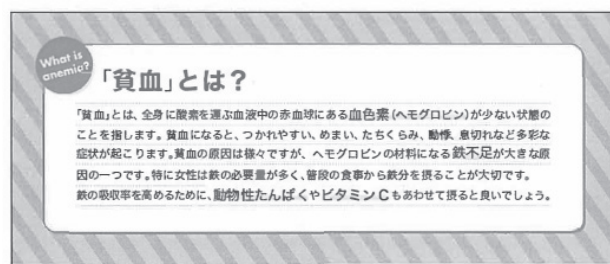 What is
anemia?
「貧血」とは?
「貧血」とは、全身に酸素を運ぶ血液中の赤血球にある血色素(ヘモグロビン)が少ない状態の
ことを指します。貧血になると、つかれやすい、めまい、たちくらみ、動悸、息切れなど多彩な
症状が起こります。貧血の原因は様々ですが、ヘモグロビンの材料になる鉄不足が大きな原
因の一つです。特に女性は鉄の必要量が多く、普段の食事から鉄分を摂ることが大切です。
鉄の吸収率を高めるために、動物性たんぱくやビタミンCもあわせて摂ると良いでしょう。